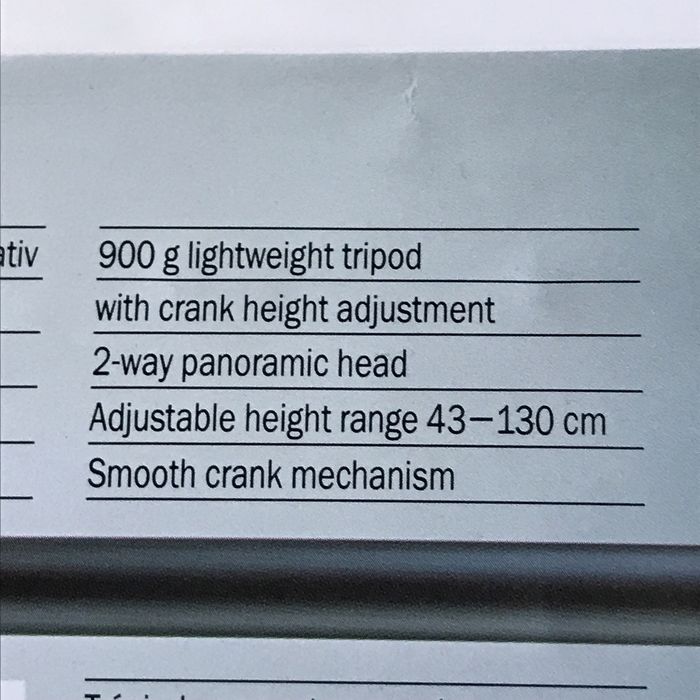 900 g lightweight tripod
with crank height adjustment
2-way panoramic head
Adjustable height range 43–130 cm
Smooth crank mechanism